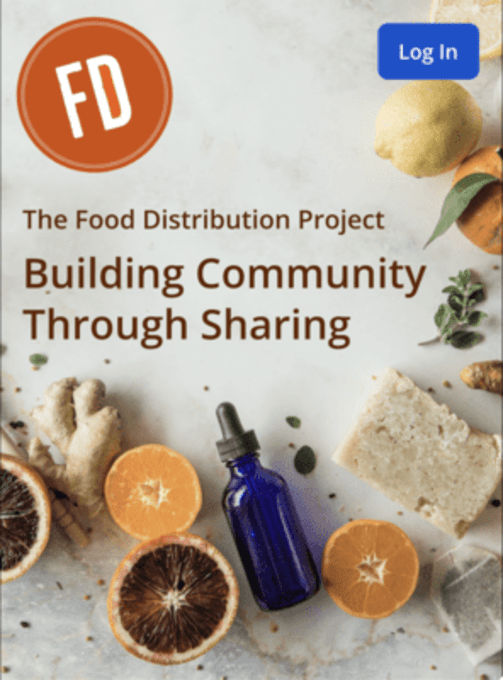 FD
Log In
The Food Distribution Project
Building Community
Through Sharing